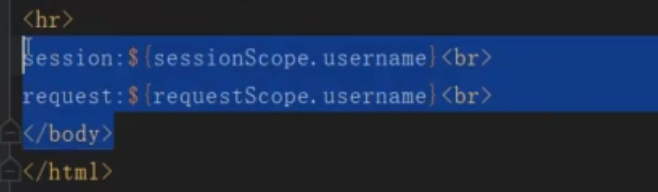 <hr>
session:${sessionScope.username}<br>
request:${requestScope.username}<br>
</body>
</html>